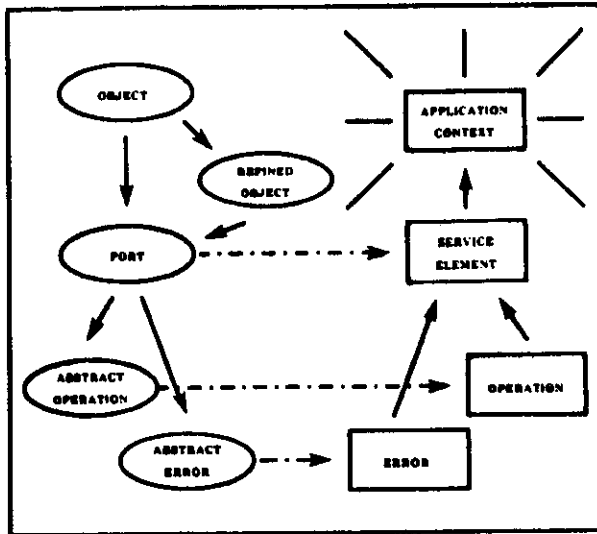 OBJECT
APPLICATION
CONTEXT
REFINED
OBJECT
PORT
SERVICE
ELEMENT
ABSTRACT
OPERATION
OPERATION
ABSTRACT
ERROR
ERROR